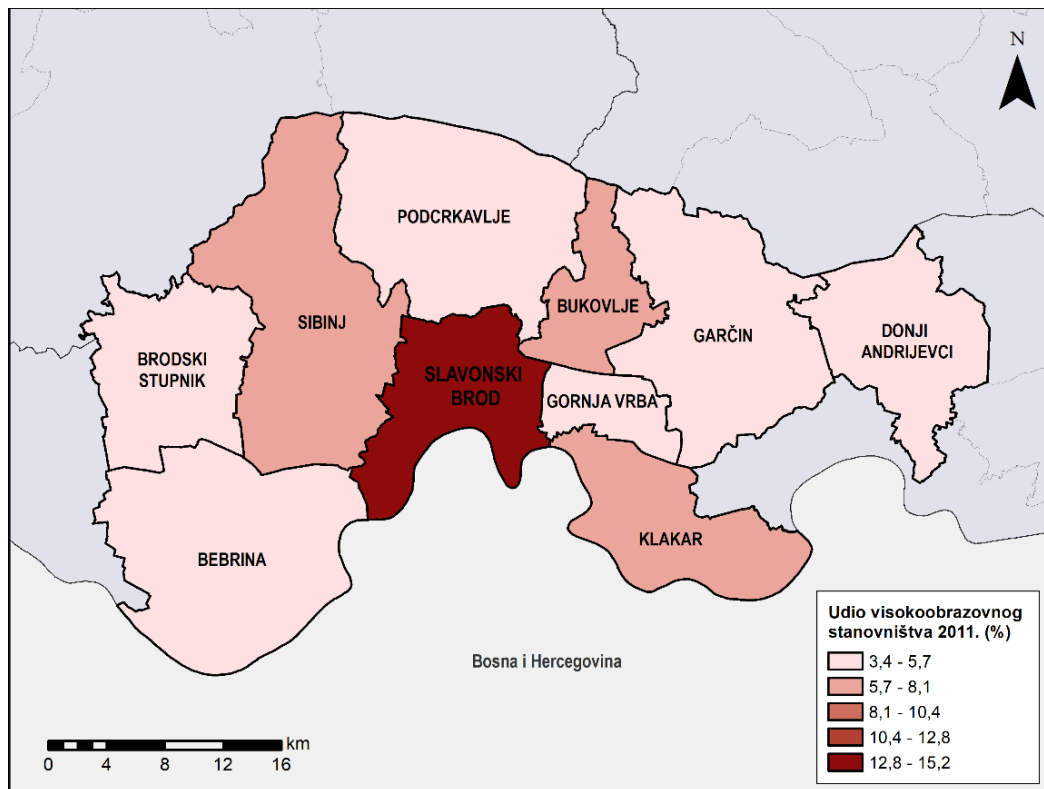 N
PODCRKAVLJE
BUKOVLJE
SIBINJ
GARČIN
DONJI
ANDRIJEVCI
BRODSKI
STUPNIK
SLAVONSKI
BROD
GORNJA VRBA
KLAKAR
BEBRINA
Bosna i Hercegovina
Udio visokoobrazovnog
stanovništva 2011. (%)
3,4 - 5,7
5,7 - 8,1
8,1 - 10,4
10,4 - 12,8
12,8 - 15,2
km
0 4 8 12 16